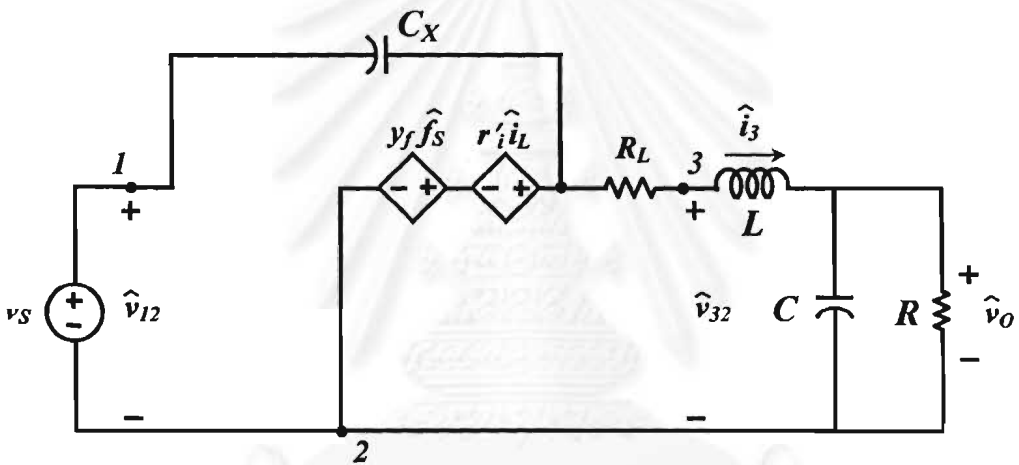 C_X
y_f f̂_S r'_i î_L
î_3
1
R_L
3
+ - + - + + L
v_S + - v̂_12 v̂_32 C R + v̂_O -
- -
2